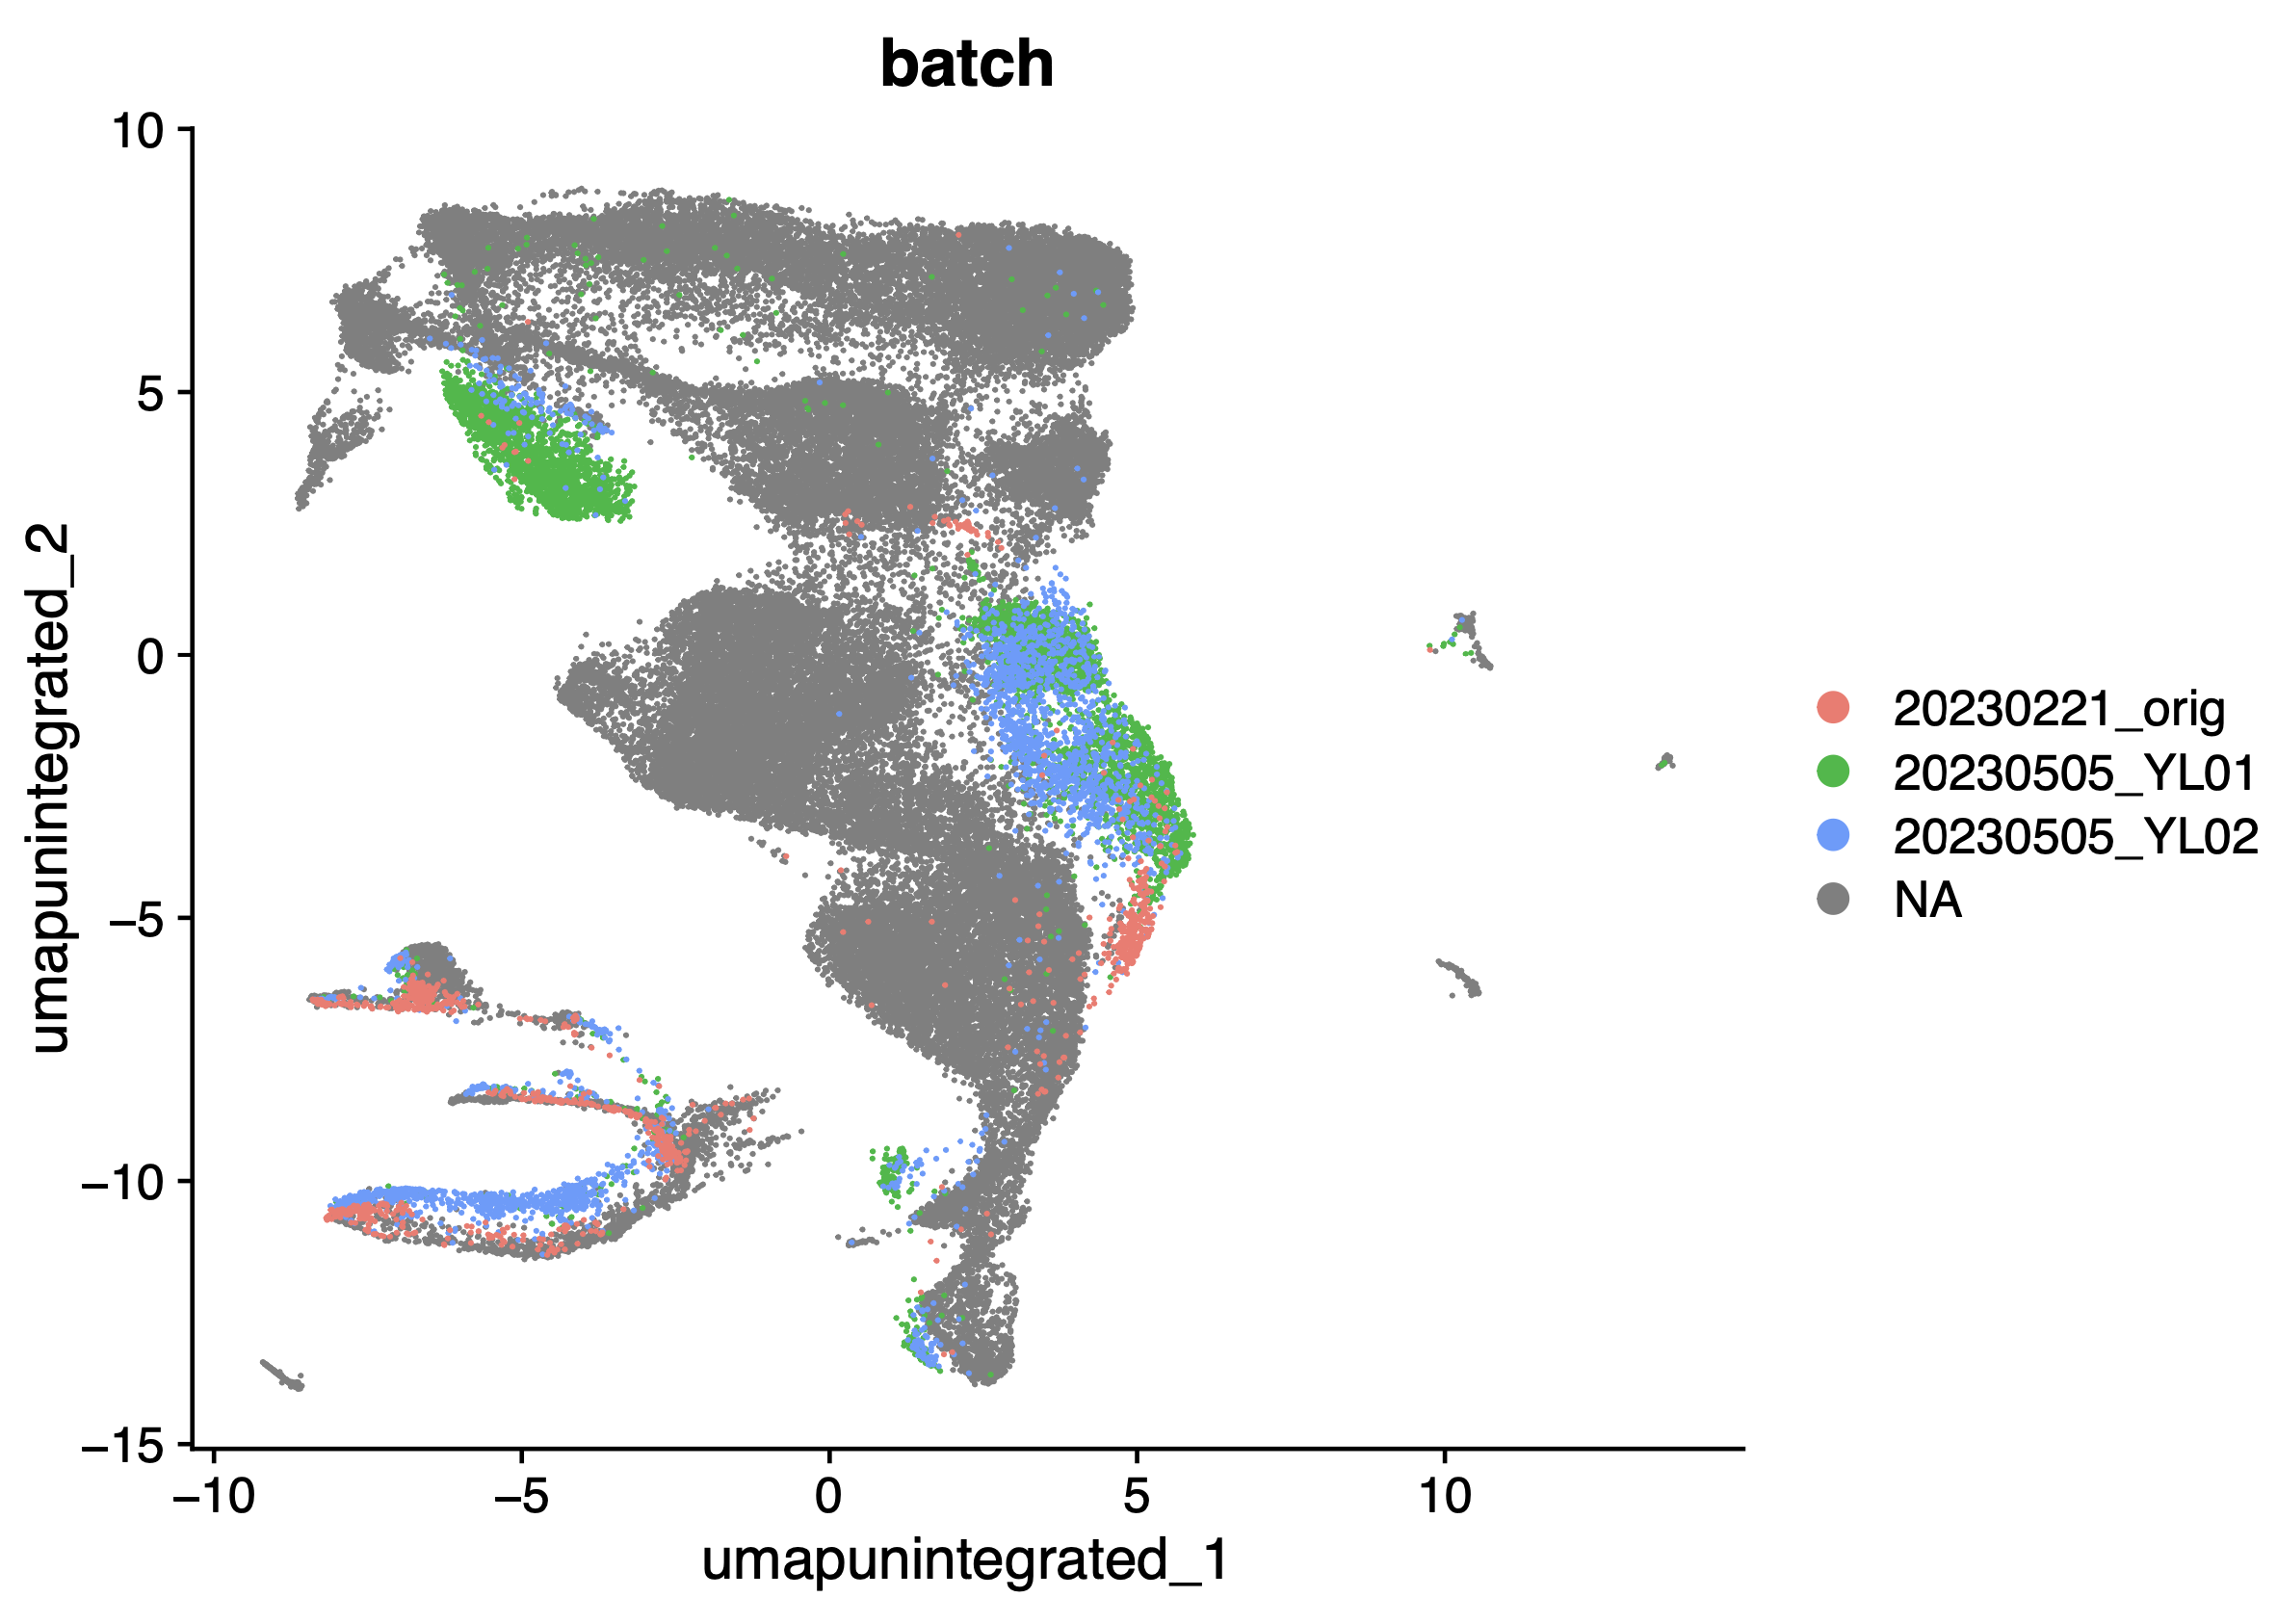 batch
10
5
0
−5
−10
−15
umapunintegrated_2
−10
−5
0
5
10
umapunintegrated_1
20230221_orig
20230505_YL01
20230505_YL02
NA